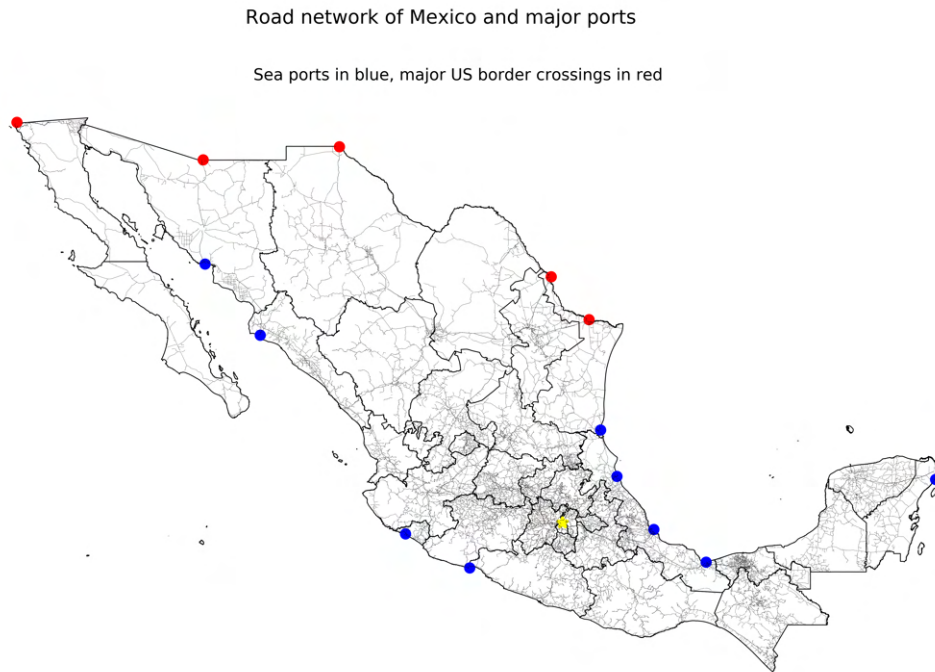 Road network of Mexico and major ports
Sea ports in blue, major US border crossings in red